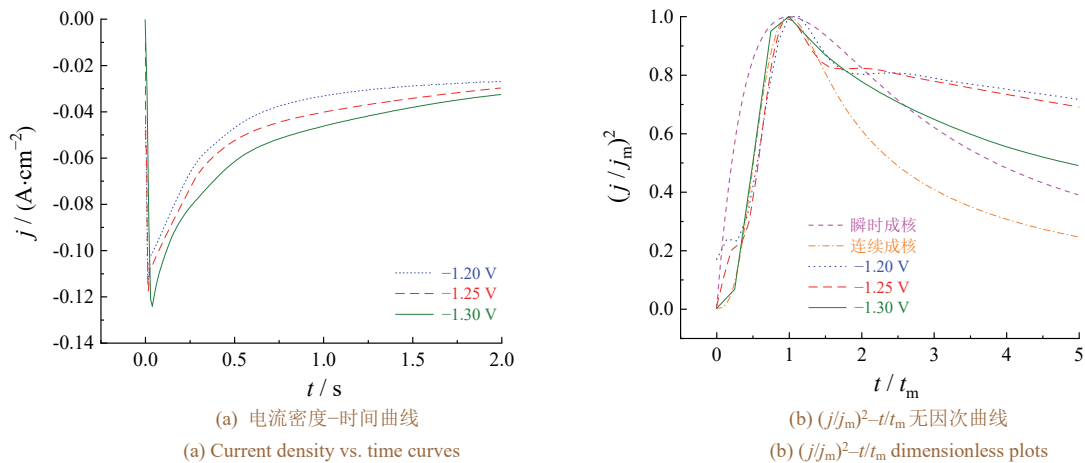 0.00
-0.02
-0.04
-0.06
-0.08
-0.10
-0.12
-0.14
j / (A·cm−2)
−1.20 V
−1.25 V
−1.30 V
0.0
0.5
1.0
1.5
2.0
t / s
(a) 电流密度−时间曲线
(a) Current density vs. time curves
1.0
0.8
0.6
0.4
0.2
0.0
(j / jm)2
瞬时成核
连续成核
−1.20 V
−1.25 V
−1.30 V
0
1
2
3
4
5
t / tm
(b) (j/jm)2−t/tm 无因次曲线
(b) (j/jm)2−t/tm dimensionless plots